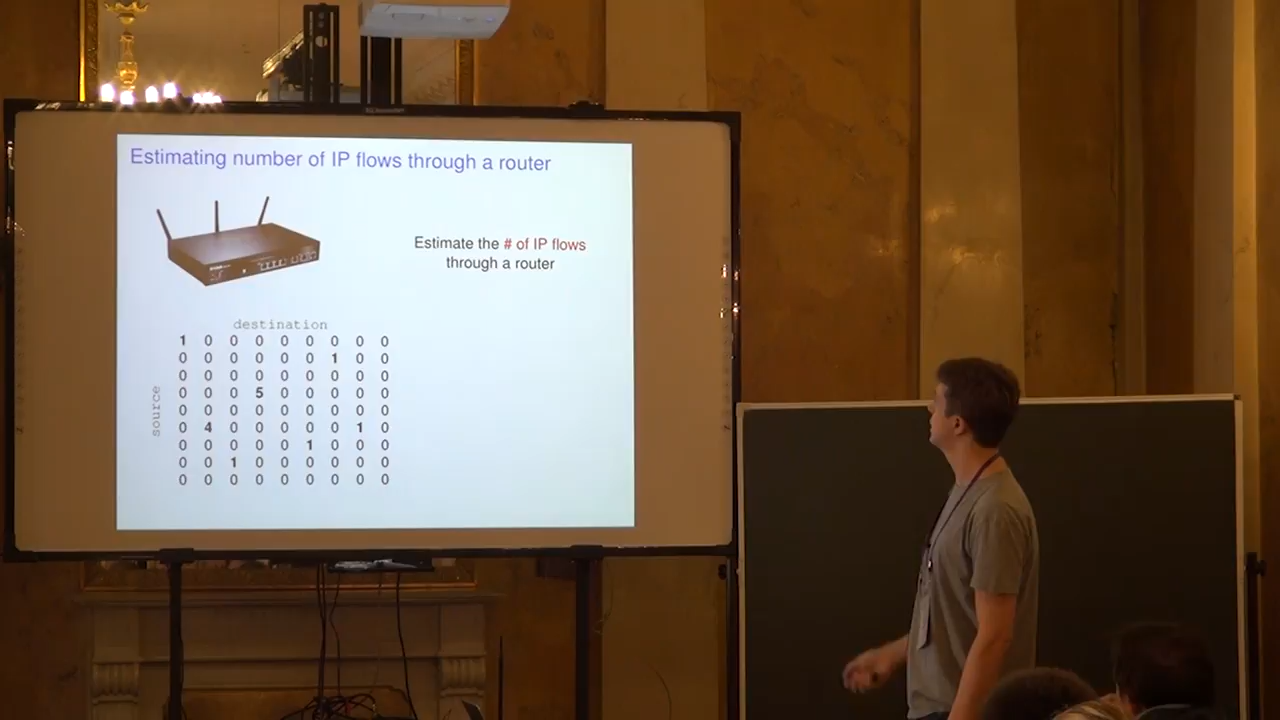 Estimating number of IP flows through a router
Estimate the # of IP flows
through a router
destination
source
1 0 0 0 0 0 0 0 0
0 0 0 0 0 0 1 0 0
0 0 0 0 0 0 0 0 0
0 0 0 5 0 0 0 0 0
0 0 0 0 0 0 0 0 0
0 4 0 0 0 0 0 1 0
0 0 0 0 0 1 0 0 0
0 0 1 0 0 0 0 0 0
0 0 0 0 0 0 0 0 0